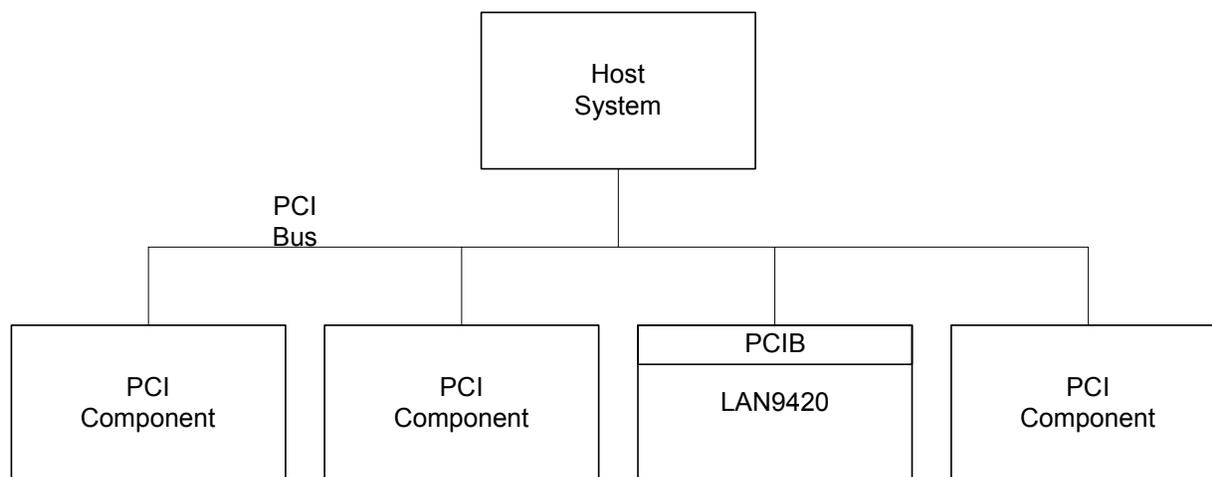 Host
System
PCI
Bus
PCI
Component
PCI
Component
PCIB
LAN9420
PCI
Component